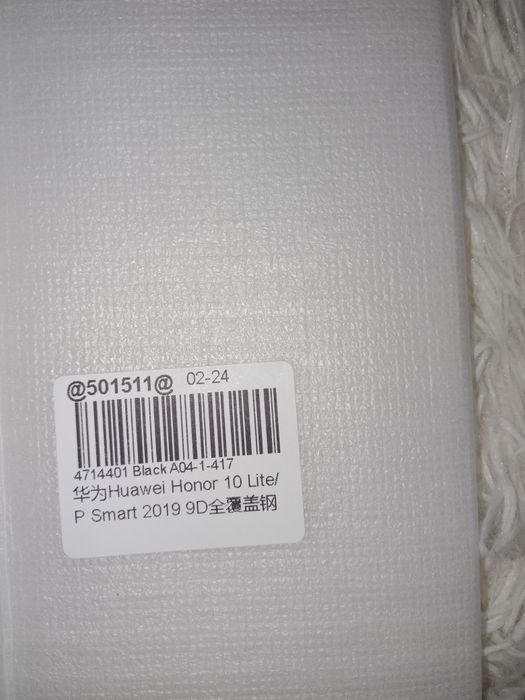 @501511@ 02-24
4714401 Black A04-1-417
华为Huawei Honor 10 Lite/
P Smart 2019 9D全覆盖钢